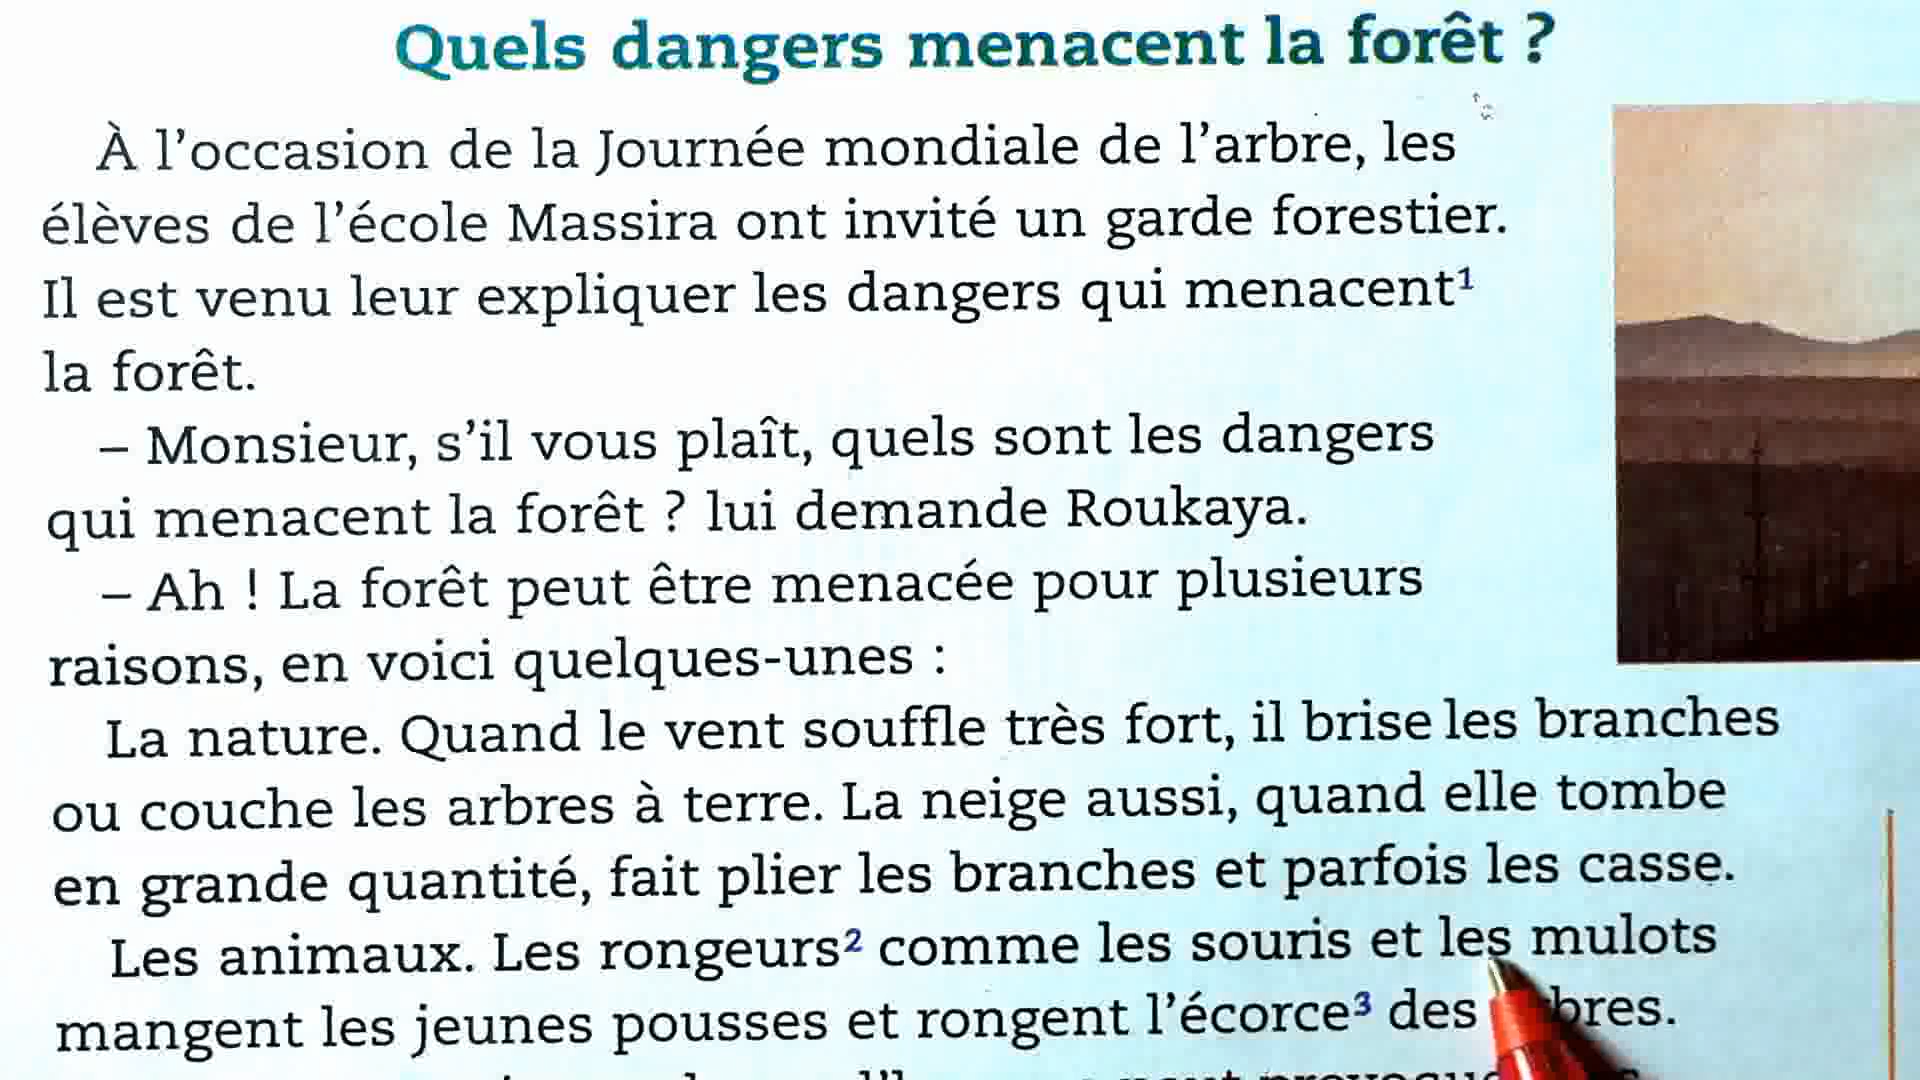 Quels dangers menacent la forêt ?
À l'occasion de la Journée mondiale de l'arbre, les
élèves de l'école Massira ont invité un garde forestier.
Il est venu leur expliquer les dangers qui menacent¹
la forêt.
– Monsieur, s'il vous plaît, quels sont les dangers
qui menacent la forêt ? lui demande Roukaya.
– Ah ! La forêt peut être menacée pour plusieurs
raisons, en voici quelques-unes :
La nature. Quand le vent souffle très fort, il brise les branches
ou couche les arbres à terre. La neige aussi, quand elle tombe
en grande quantité, fait plier les branches et parfois les casse.
Les animaux. Les rongeurs² comme les souris et les mulots
mangent les jeunes pousses et rongent l'écorce³ des